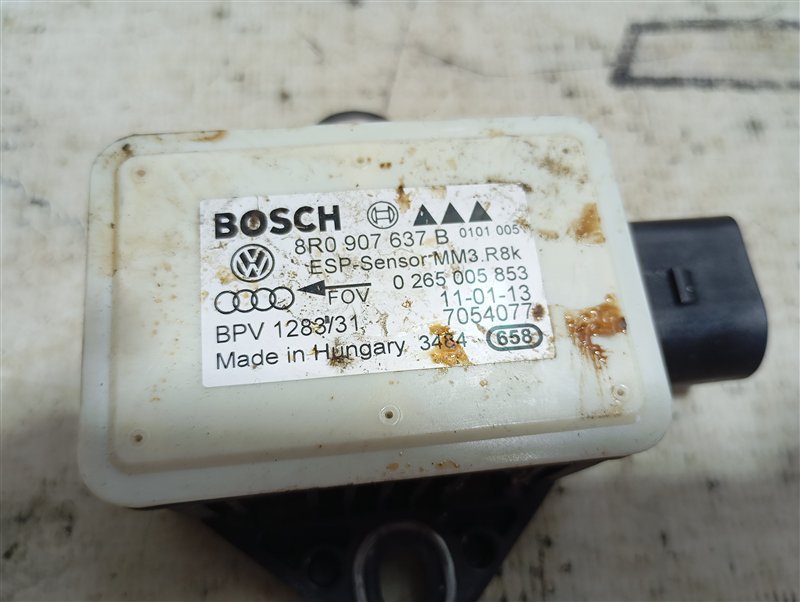 BOSCH
8R0 907 637 B 0101 005
ESP-Sensor MM3.R8k
FOV 0 265 005 853
11-01-13
BPV 1283/31 7054077
Made in Hungary 3484 658